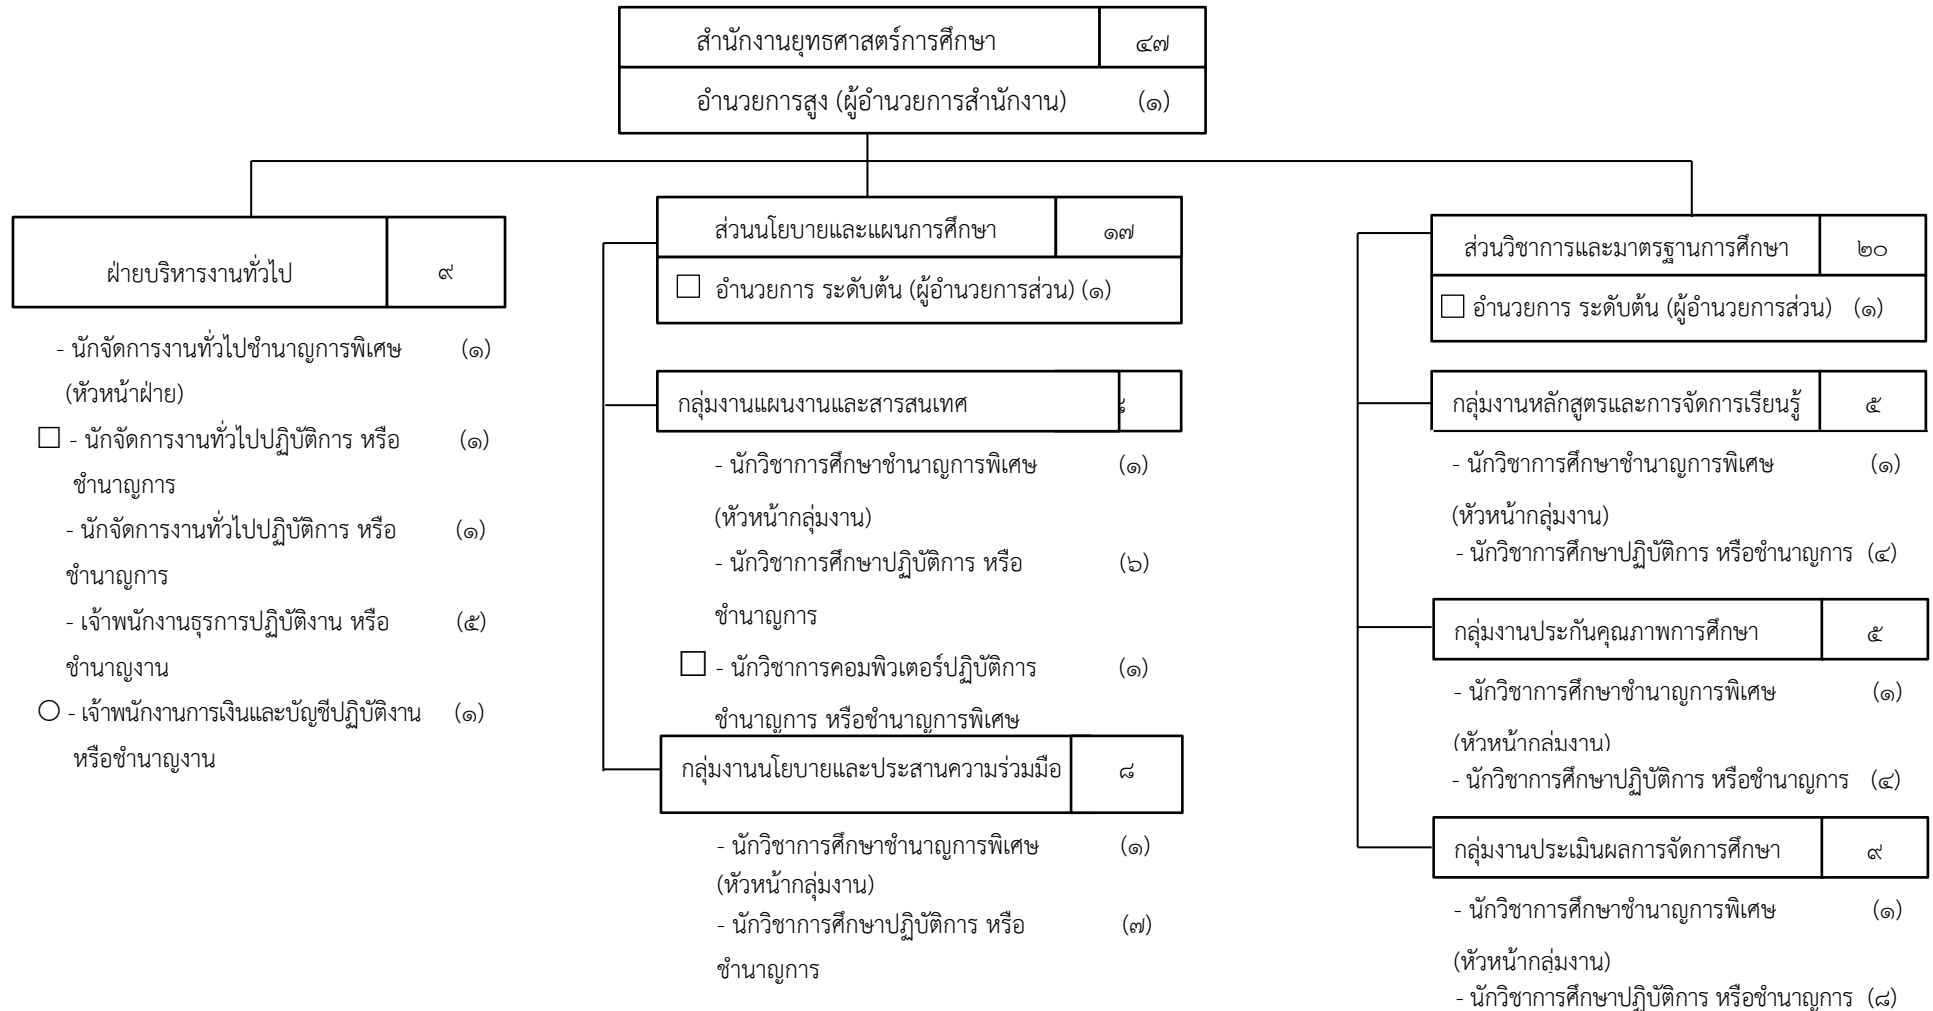 สำนักงานยุทธศาสตร์การศึกษา ๔๗
อำนวยการสูง (ผู้อำนวยการสำนักงาน) (๑)
ฝ่ายบริหารงานทั่วไป ๙
- นักจัดการงานทั่วไปชำนาญการพิเศษ (๑)
(หัวหน้าฝ่าย)
□ - นักจัดการงานทั่วไปปฏิบัติการ หรือ (๑)
ชำนาญการ
- นักจัดการงานทั่วไปปฏิบัติการ หรือ (๑)
ชำนาญการ
- เจ้าพนักงานธุรการปฏิบัติงาน หรือ (๕)
ชำนาญงาน
○ - เจ้าพนักงานการเงินและบัญชีปฏิบัติงาน (๑)
หรือชำนาญงาน
ส่วนนโยบายและแผนการศึกษา ๑๗
□ อำนวยการ ระดับต้น (ผู้อำนวยการส่วน) (๑)
กลุ่มงานแผนงานและสารสนเทศ
- นักวิชาการศึกษาชำนาญการพิเศษ (๑)
(หัวหน้ากลุ่มงาน)
- นักวิชาการศึกษาปฏิบัติการ หรือ (๖)
ชำนาญการ
□ - นักวิชาการคอมพิวเตอร์ปฏิบัติการ (๑)
ชำนาญการ หรือชำนาญการพิเศษ
กลุ่มงานนโยบายและประสานความร่วมมือ ๘
- นักวิชาการศึกษาชำนาญการพิเศษ (๑)
(หัวหน้ากลุ่มงาน)
- นักวิชาการศึกษาปฏิบัติการ หรือ (๗)
ชำนาญการ
ส่วนวิชาการและมาตรฐานการศึกษา ๒๐
□ อำนวยการ ระดับต้น (ผู้อำนวยการส่วน) (๑)
กลุ่มงานหลักสูตรและการจัดการเรียนรู้ ๕
- นักวิชาการศึกษาชำนาญการพิเศษ (๑)
(หัวหน้ากลุ่มงาน)
- นักวิชาการศึกษาปฏิบัติการ หรือชำนาญการ (๔)
กลุ่มงานประกันคุณภาพการศึกษา ๕
- นักวิชาการศึกษาชำนาญการพิเศษ (๑)
(หัวหน้ากลุ่มงาน)
- นักวิชาการศึกษาปฏิบัติการ หรือชำนาญการ (๔)
กลุ่มงานประเมินผลการจัดการศึกษา ๙
- นักวิชาการศึกษาชำนาญการพิเศษ (๑)
(หัวหน้ากลุ่มงาน)
- นักวิชาการศึกษาปฏิบัติการ หรือชำนาญการ (๘)